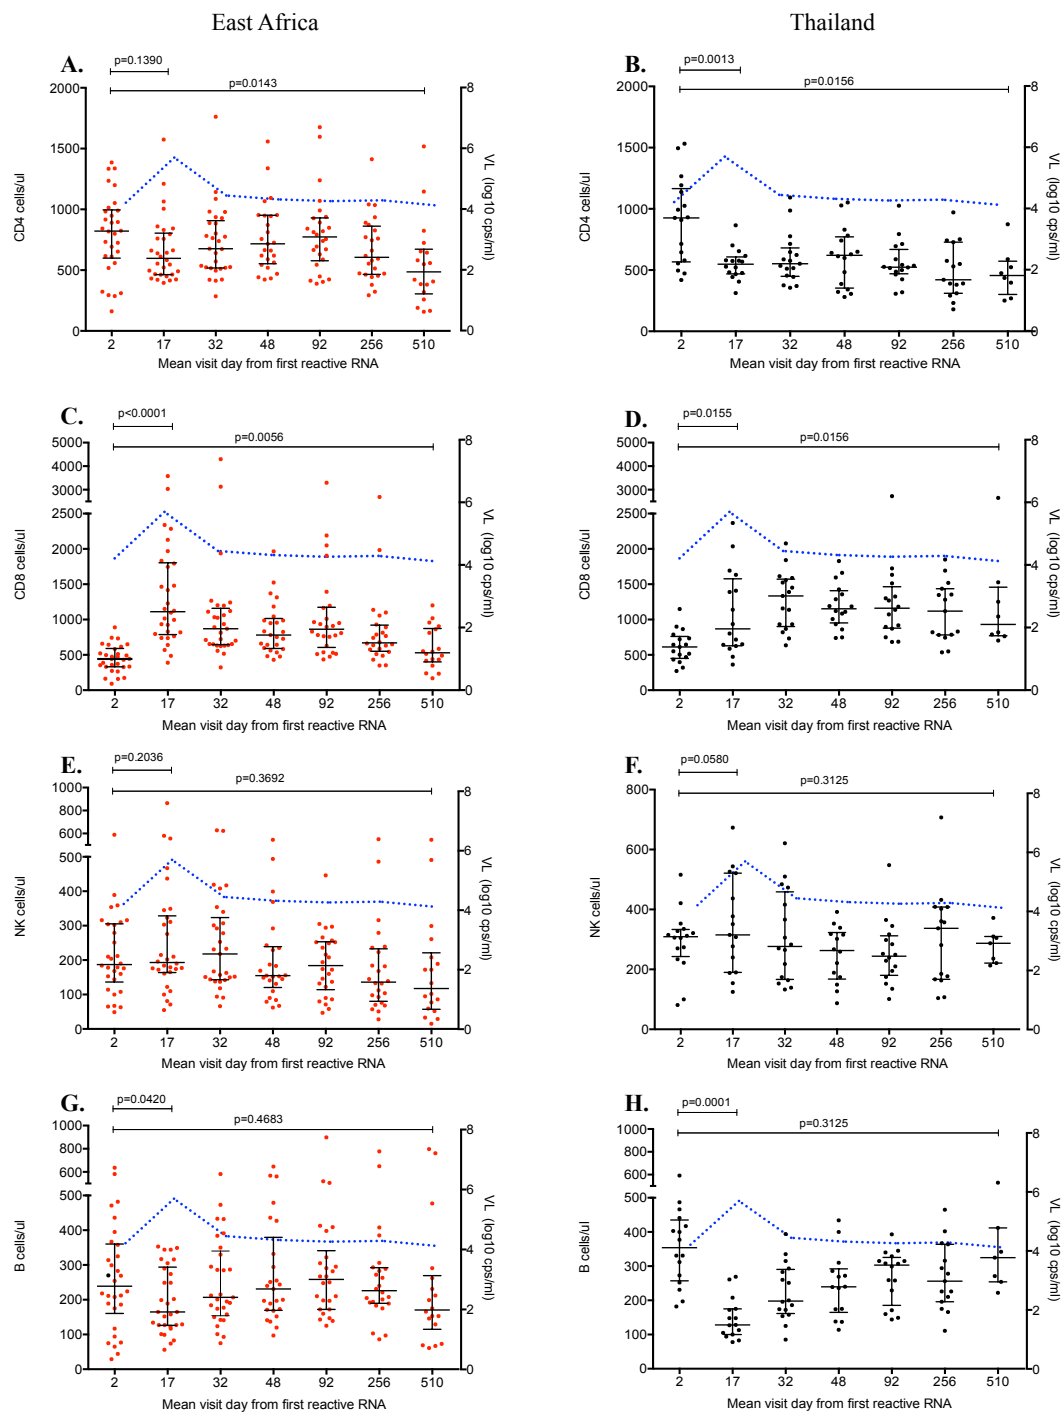 East Africa
Thailand
A.
p=0.1390
p=0.0143
2000
1500
1000
500
0
CD4 cells/ul
8
6
4
2
0
VL (log10 cps/ml)
2 17 32 48 92 256 510
Mean visit day from first reactive RNA
B.
p=0.0013
p=0.0156
2000
1500
1000
500
0
CD4 cells/ul
8
6
4
2
0
VL (log10 cps/ml)
2 17 32 48 92 256 510
Mean visit day from first reactive RNA
C.
p<0.0001
p=0.0056
5000
4000
3000
2500
2000
1500
1000
500
0
CD8 cells/ul
8
6
4
2
0
VL (log10 cps/ml)
2 17 32 48 92 256 510
Mean visit day from first reactive RNA
D.
p=0.0155
p=0.0156
5000
4000
3000
2500
2000
1500
1000
500
0
CD8 cells/ul
8
6
4
2
0
VL (log10 cps/ml)
2 17 32 48 92 256 510
Mean visit day from first reactive RNA
E.
p=0.2036
p=0.3692
1000
800
600
500
400
300
200
100
0
NK cells/ul
8
6
4
2
0
VL (log10 cps/ml)
2 17 32 48 92 256 510
Mean visit day from first reactive RNA
F.
p=0.0580
p=0.3125
800
600
400
200
0
NK cells/ul
8
6
4
2
0
VL (log10 cps/ml)
2 17 32 48 92 256 510
Mean visit day from first reactive RNA
G.
p=0.0420
p=0.4683
1000
800
600
500
400
300
200
100
0
B cells/ul
8
6
4
2
0
VL (log10 cps/ml)
2 17 32 48 92 256 510
Mean visit day from first reactive RNA
H.
p=0.0001
p=0.3125
1000
800
600
500
400
300
200
100
0
B cells/ul
8
6
4
2
0
VL (log10 cps/ml)
2 17 32 48 92 256 510
Mean visit day from first reactive RNA